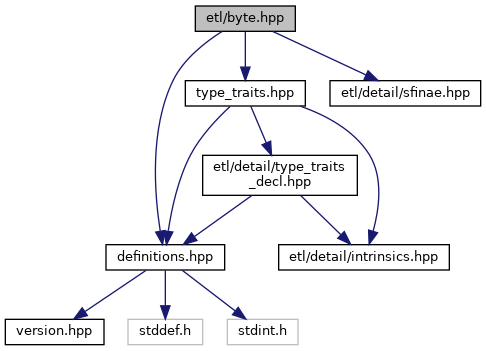 etl/byte.hpp
type_traits.hpp
etl/detail/sfinae.hpp
etl/detail/type_traits
_decl.hpp
definitions.hpp
etl/detail/intrinsics.hpp
version.hpp
stddef.h
stdint.h